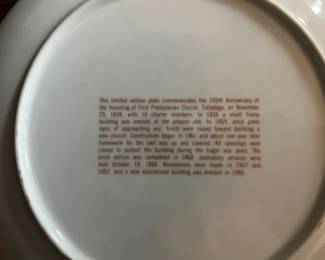 This limited edition plate commemorates the 150th Anniversary of
the founding of First Presbyterian Church, Talladega, on November
29, 1834, with 14 charter members. In 1835 a small frame
building was erected at the present site. In 1859, amid grave
signs of approaching war, funds were raised toward building a
new church. Construction began in 1861 and about one year later
framework for the roof was up and covered. All openings were
closed to protect the building during the tragic war years. The
brick edifice was completed in 1868, dedicatory services were
held October 14, 1868. Renovations were made in 1947 and
1957, and a new educational building was erected in 1966.